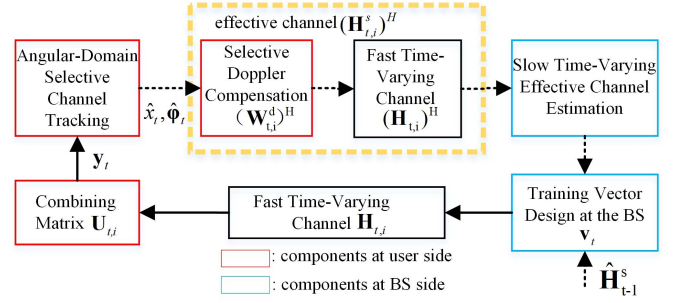 effective channel (H^s_{t,i})^H
Angular-Domain
Selective
Channel
Tracking
x̂_t, φ̂_t
Selective
Doppler
Compensation
(W^d_{t,i})^H
Fast Time-
Varying
Channel
(H_{t,i})^H
Slow Time-Varying
Effective Channel
Estimation
y_t
Combining
Matrix U_{t,i}
Fast Time-Varying
Channel H_{t,i}
Training Vector
Design at the BS
v_t
: components at user side
: components at BS side
Ĥ^s_{t-1}